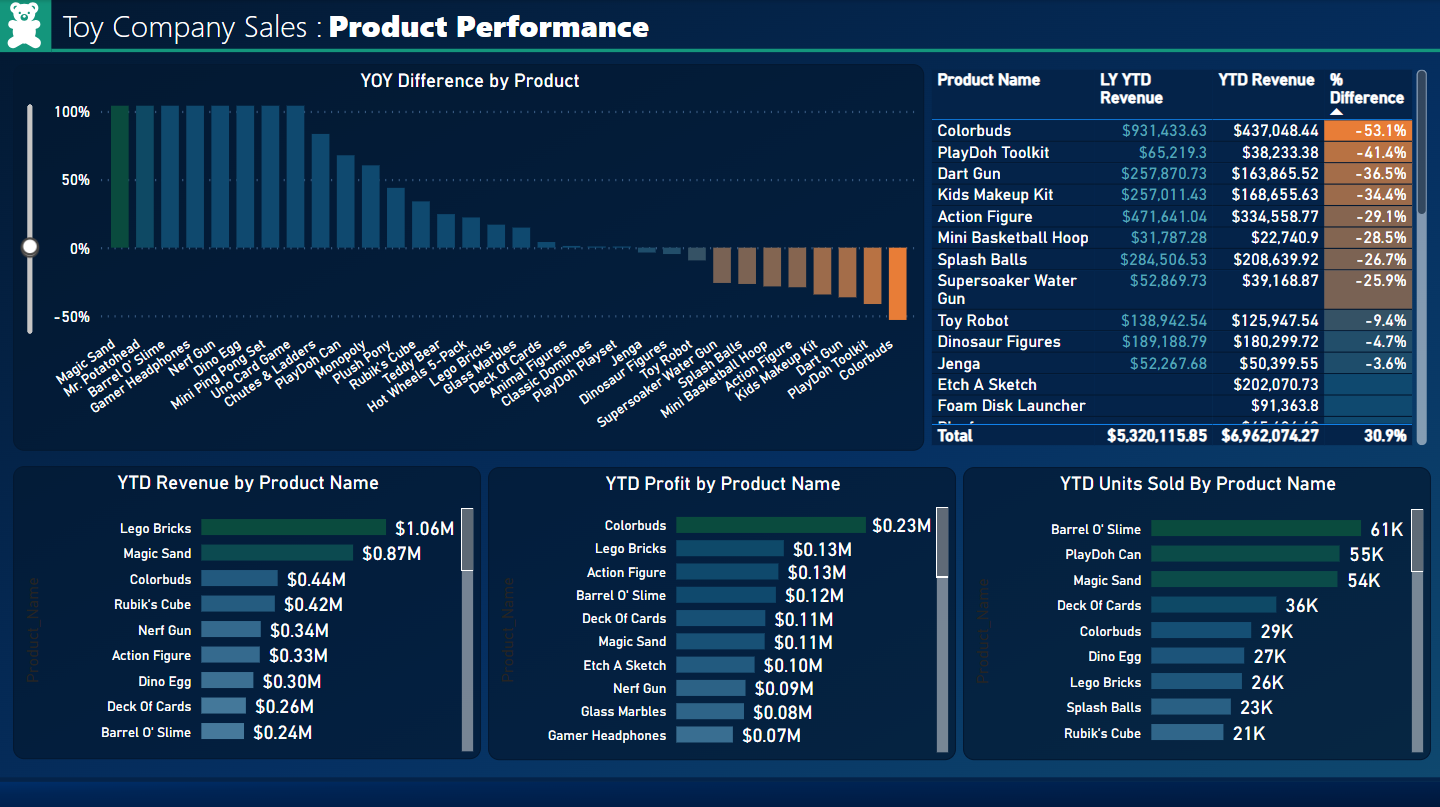 Toy Company Sales : Product Performance
YOY Difference by Product
100%
50%
0%
-50%
Magic Sand
Mr. Potatohead
Barrel O' Slime
Gamer Headphones
Nerf Gun
Dino Egg
Mini Ping Pong Set
Uno Card Game
Chutes & Ladders
PlayDoh Can
Monopoly
Plush Pony
Rubik's Cube
Teddy Bear
Hot Wheels 5-Pack
Lego Bricks
Glass Marbles
Deck Of Cards
Animal Figures
Classic Dominoes
PlayDoh Playset
Jenga
Dinosaur Figures
Toy Robot
Supersoaker Water Gun
Splash Balls
Mini Basketball Hoop
Action Figure
Kids Makeup Kit
Dart Gun
PlayDoh Toolkit
Colorbuds
Product Name LY YTD YTD Revenue %
Revenue Difference
Colorbuds $931,433.63 $437,048.44 -53.1%
PlayDoh Toolkit $65,219.3 $38,233.38 -41.4%
Dart Gun $257,870.73 $163,865.52 -36.5%
Kids Makeup Kit $257,011.43 $168,655.63 -34.4%
Action Figure $471,641.04 $334,558.77 -29.1%
Mini Basketball Hoop $31,787.28 $22,740.9 -28.5%
Splash Balls $284,506.53 $208,639.92 -26.7%
Supersoaker Water $52,869.73 $39,168.87 -25.9%
Gun
Toy Robot $138,942.54 $125,947.54 -9.4%
Dinosaur Figures $189,188.79 $180,299.72 -4.7%
Jenga $52,267.68 $50,399.55 -3.6%
Etch A Sketch $202,070.73
Foam Disk Launcher $91,363.8
Total $5,320,115.85 $6,962,074.27 30.9%
YTD Revenue by Product Name
Product_Name
Lego Bricks $1.06M
Magic Sand $0.87M
Colorbuds $0.44M
Rubik's Cube $0.42M
Nerf Gun $0.34M
Action Figure $0.33M
Dino Egg $0.30M
Deck Of Cards $0.26M
Barrel O' Slime $0.24M
YTD Profit by Product Name
Product_Name
Colorbuds $0.23M
Lego Bricks $0.13M
Action Figure $0.13M
Barrel O' Slime $0.12M
Deck Of Cards $0.11M
Magic Sand $0.11M
Etch A Sketch $0.10M
Nerf Gun $0.09M
Glass Marbles $0.08M
Gamer Headphones $0.07M
YTD Units Sold By Product Name
Product_Name
Barrel O' Slime 61K
PlayDoh Can 55K
Magic Sand 54K
Deck Of Cards 36K
Colorbuds 29K
Dino Egg 27K
Lego Bricks 26K
Splash Balls 23K
Rubik's Cube 21K